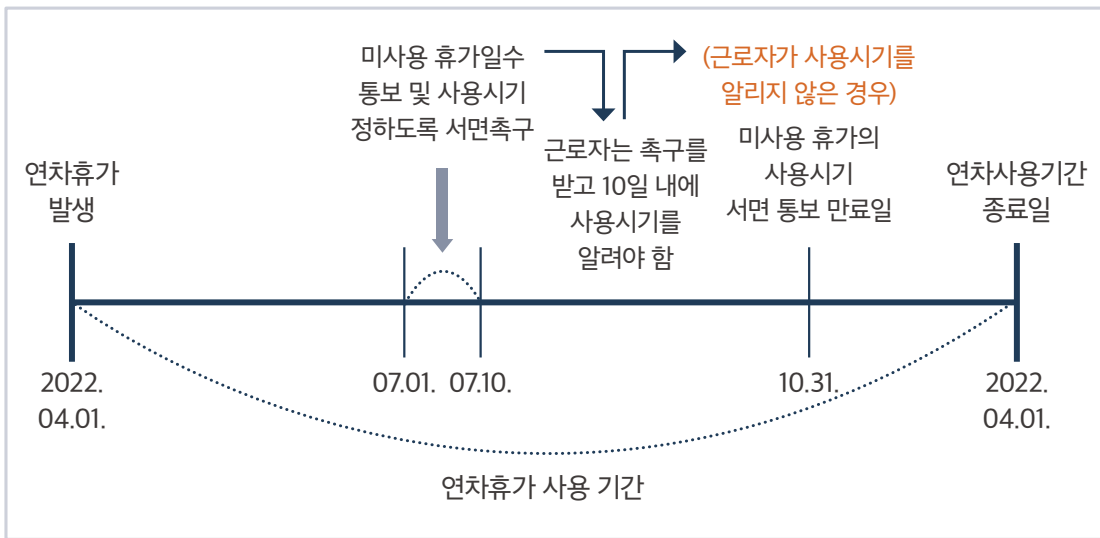 연차휴가
발생
미사용 휴가일수
통보 및 사용시기
정하도록 서면촉구
근로자는 촉구를
받고 10일 내에
사용시기를
알려야 함
(근로자가 사용시기를
알리지 않은 경우)
미사용 휴가의
사용시기
서면 통보 만료일
연차사용기간
종료일
2022.
04.01.
07.01.
07.10.
10.31.
2022.
04.01.
연차휴가 사용 기간